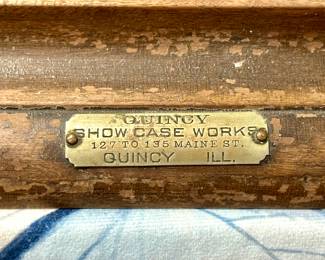 QUINCY
SHOW CASE WORKS
127 TO 135 MAINE ST.
QUINCY ILL.